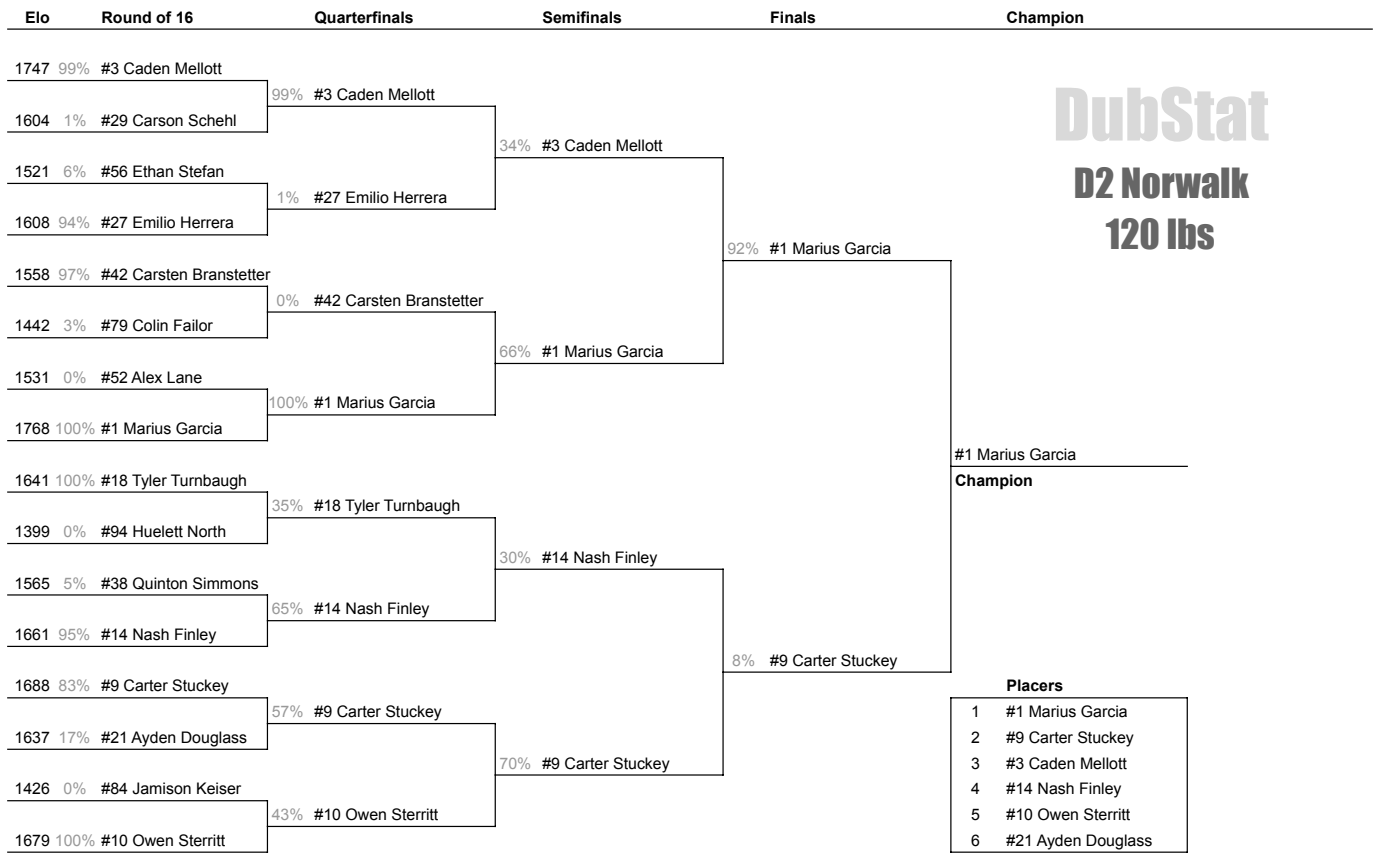 Elo Round of 16 Quarterfinals Semifinals Finals Champion
1747 99% #3 Caden Mellott
99% #3 Caden Mellott
DubStat
1604 1% #29 Carson Schehl
34% #3 Caden Mellott
1521 6% #56 Ethan Stefan
D2 Norwalk
1% #27 Emilio Herrera
1608 94% #27 Emilio Herrera
120 lbs
92% #1 Marius Garcia
1558 97% #42 Carsten Branstetter
0% #42 Carsten Branstetter
1442 3% #79 Colin Failor
66% #1 Marius Garcia
1531 0% #52 Alex Lane
100% #1 Marius Garcia
1768 100% #1 Marius Garcia
#1 Marius Garcia
1641 100% #18 Tyler Turnbaugh
Champion
35% #18 Tyler Turnbaugh
1399 0% #94 Huelett North
30% #14 Nash Finley
1565 5% #38 Quinton Simmons
65% #14 Nash Finley
1661 95% #14 Nash Finley
8% #9 Carter Stuckey
1688 83% #9 Carter Stuckey
Placers
57% #9 Carter Stuckey
1 #1 Marius Garcia
1637 17% #21 Ayden Douglass
2 #9 Carter Stuckey
70% #9 Carter Stuckey
3 #3 Caden Mellott
1426 0% #84 Jamison Keiser
4 #14 Nash Finley
43% #10 Owen Sterritt
5 #10 Owen Sterritt
1679 100% #10 Owen Sterritt
6 #21 Ayden Douglass